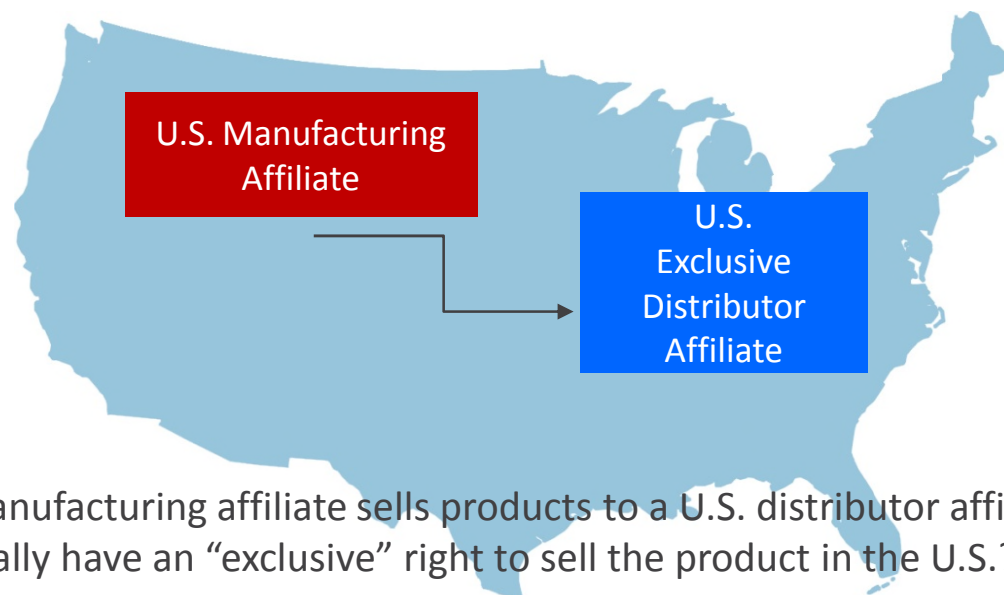 U.S. Manufacturing
Affiliate
U.S.
Exclusive
Distributor
Affiliate
anufacturing affiliate sells products to a U.S. distributor affi
ally have an “exclusive” right to sell the product in the U.S.